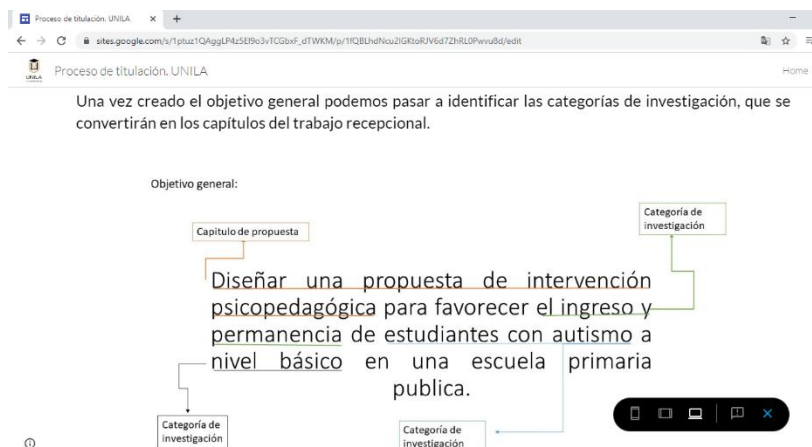 Proceso de titulación. UNILA
sites.google.com/s/1ptuz1QAggLP4z5EI9o3vTCGbxF_dTWKM/p/1fQBLhdNcu2IGKtoRJV6d7ZhRL0Pwvu8d/edit
UNILA
Proceso de titulación. UNILA
Home
Una vez creado el objetivo general podemos pasar a identificar las categorías de investigación, que se
convertirán en los capítulos del trabajo recepcional.
Objetivo general:
Categoría de
investigación
Capitulo de propuesta
Diseñar una propuesta de intervención
psicopedagógica para favorecer el ingreso y
permanencia de estudiantes con autismo a
nivel básico en una escuela primaria
publica.
Categoría de
investigación
Categoría de
investigación